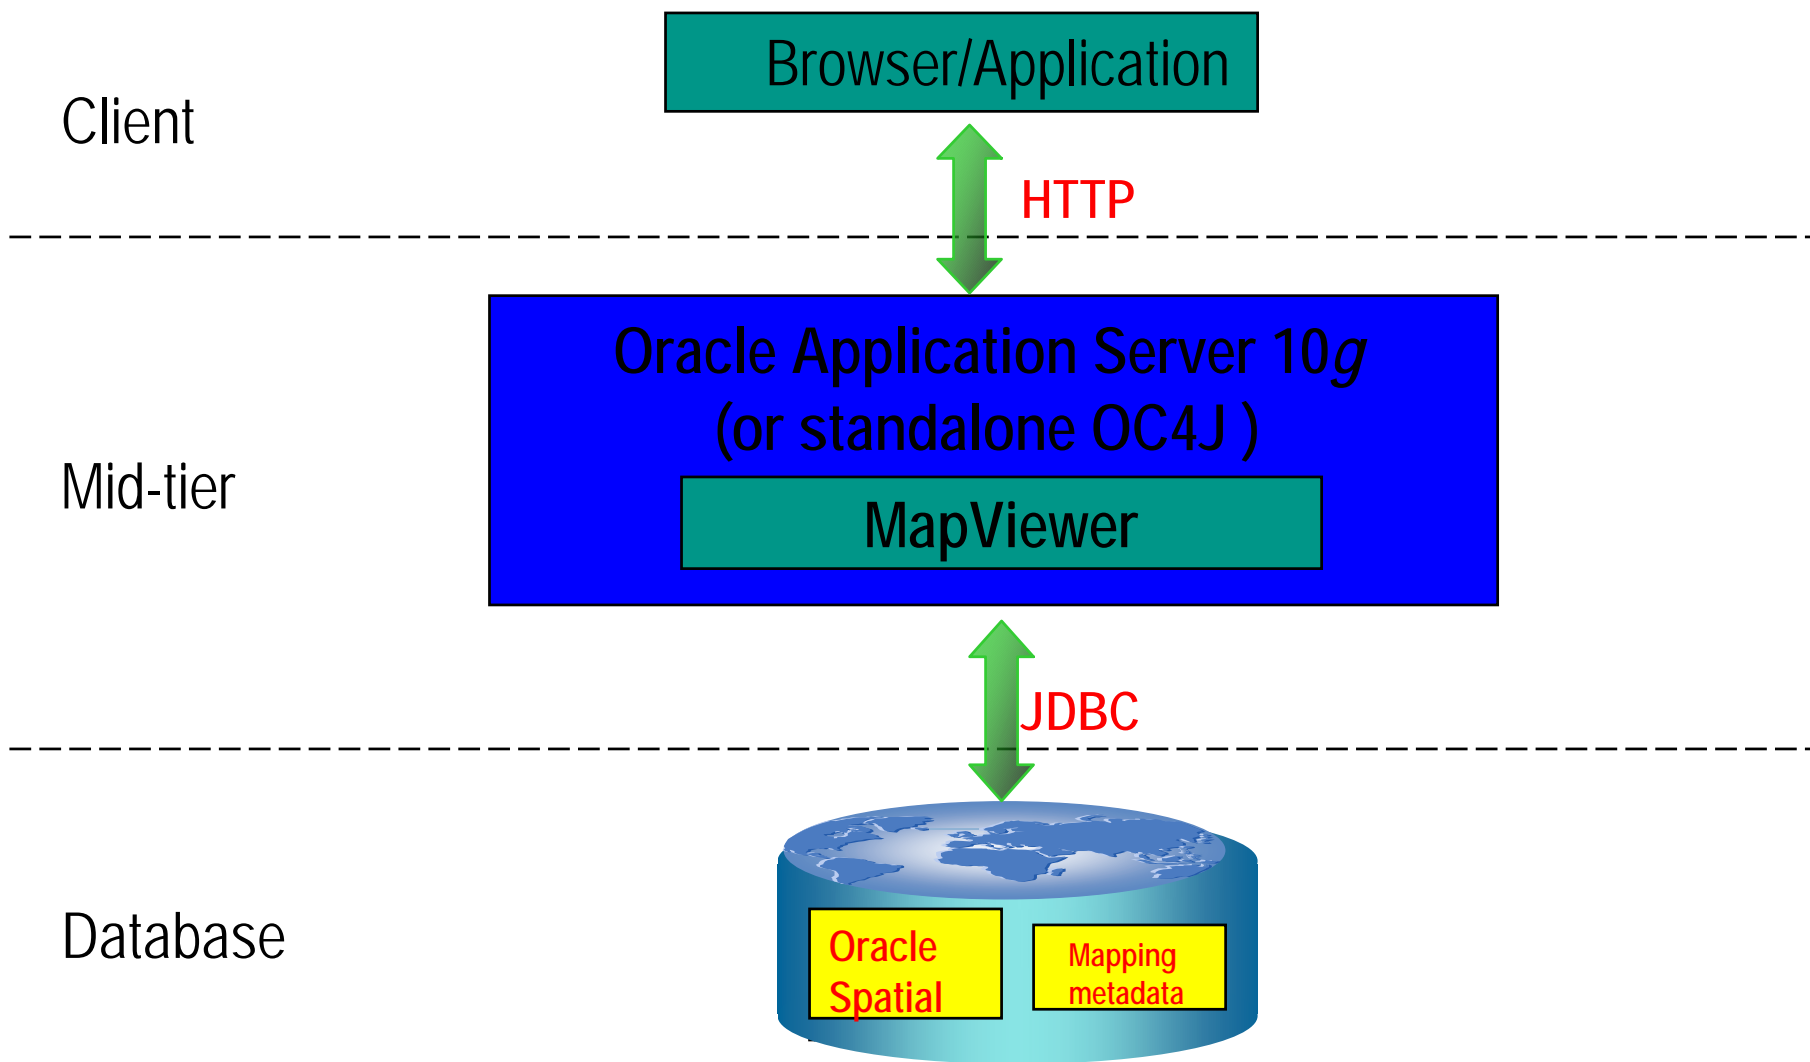 Browser/Application
Client
HTTP
Oracle Application Server 10g
(or standalone OC4J )
Mid-tier
MapViewer
JDBC
Database
Oracle
Spatial
Mapping
metadata